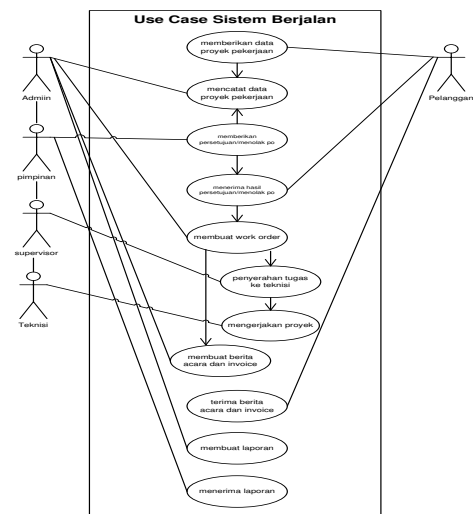 Use Case Sistem Berjalan
memberikan data
proyek pekerjaan
mencatat data
proyek pekerjaan
memberikan
persetujuan/menolak po
menerima hasil
persetujuan/menolak po
membuat work order
penyerahan tugas
ke teknisi
mengerjakan proyek
membuat berita
acara dan invoice
terima berita
acara dan invoice
membuat laporan
menerima laporan
Admiin
pimpinan
supervisor
Teknisi
Pelanggan